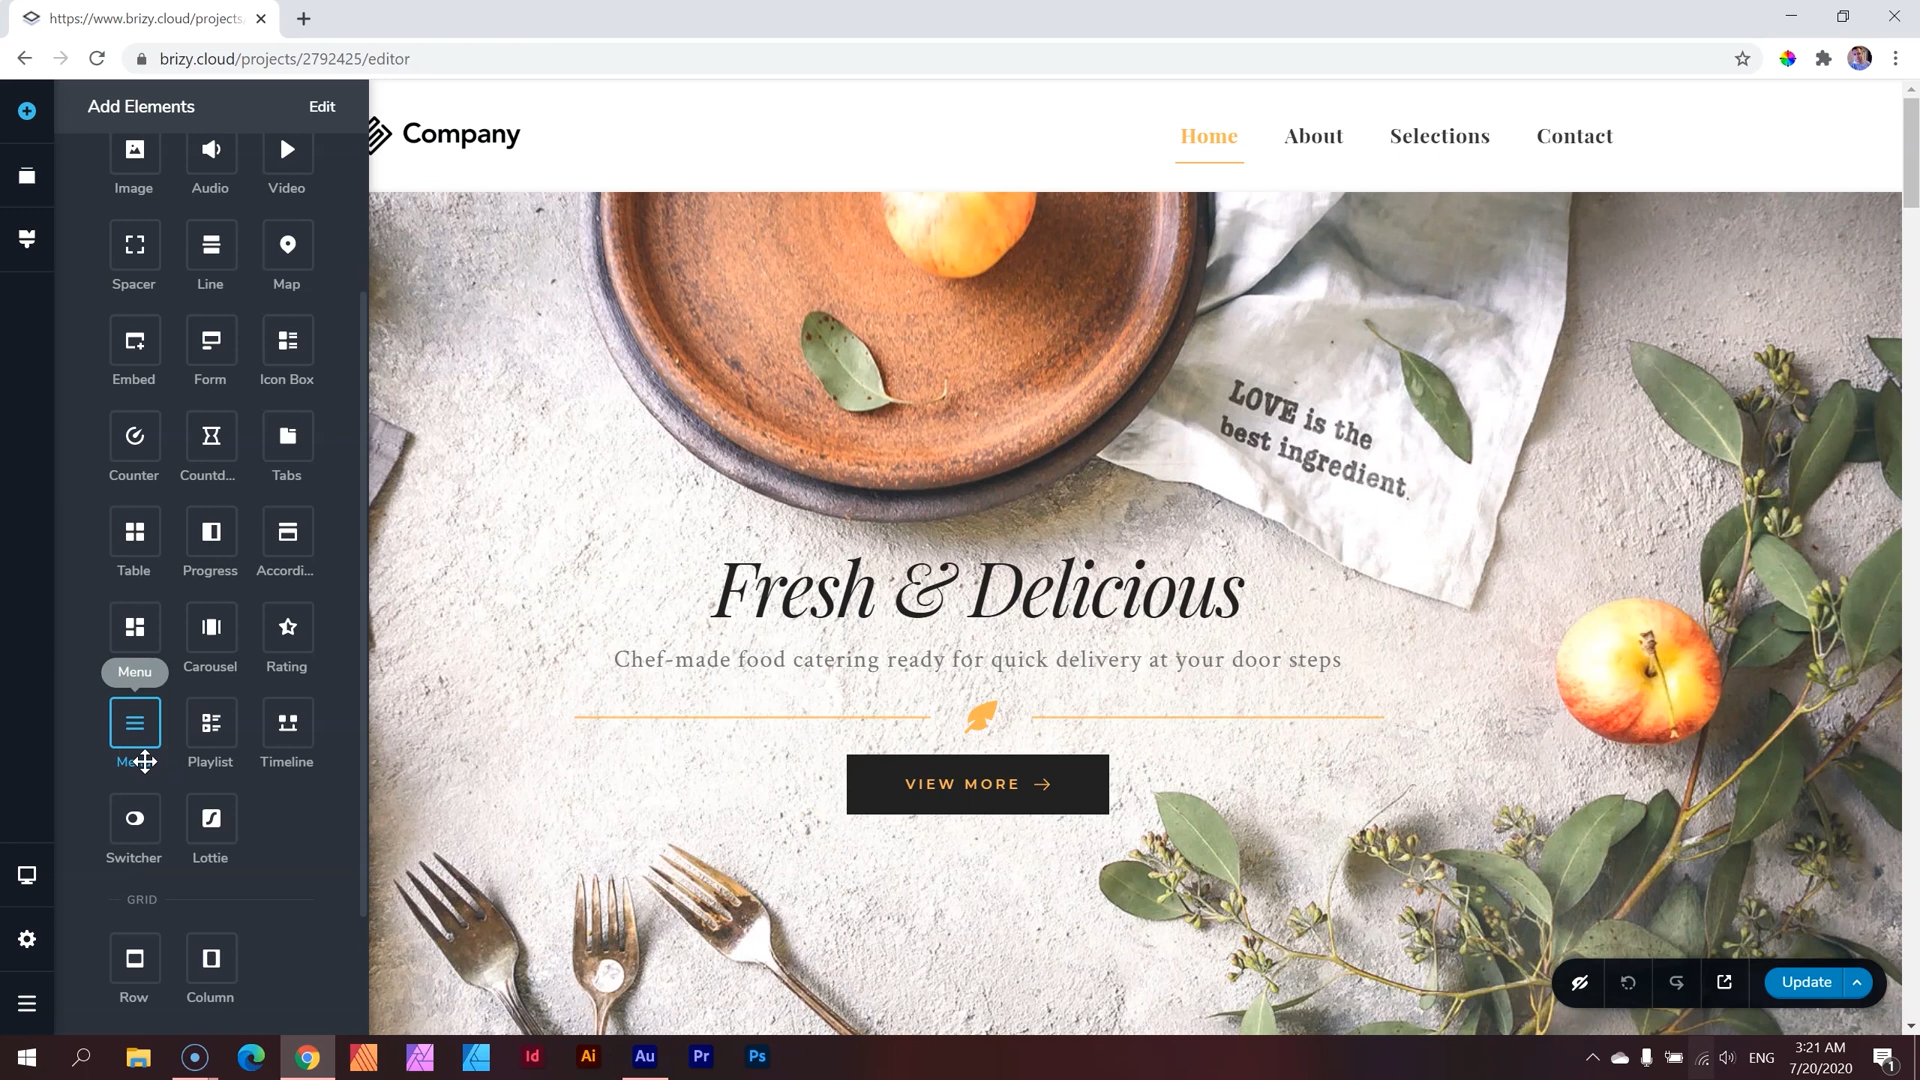 https://www.brizy.cloud/projects
brizy.cloud/projects/2792425/editor
Add Elements
Edit
Company
Home
About
Selections
Contact
Image
Audio
Video
Spacer
Line
Map
Embed
Form
Icon Box
Counter
Countd...
Tabs
Table
Progress
Accordi...
Carousel
Rating
Menu
Playlist
Timeline
Switcher
Lottie
GRID
Row
Column
LOVE is the
best ingredient.
Fresh & Delicious
Chef-made food catering ready for quick delivery at your door steps
VIEW MORE
Update
Id
Ai
Au
Pr
Ps
ENG
3:21 AM
7/20/2020
1